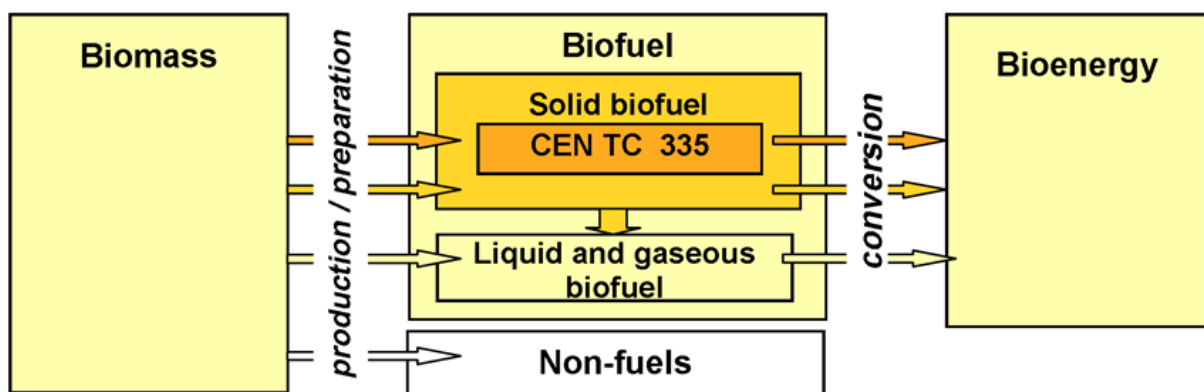 Biomass
production / preparation
Biofuel
Solid biofuel
CEN TC 335
Liquid and gaseous
biofuel
Non-fuels
conversion
Bioenergy